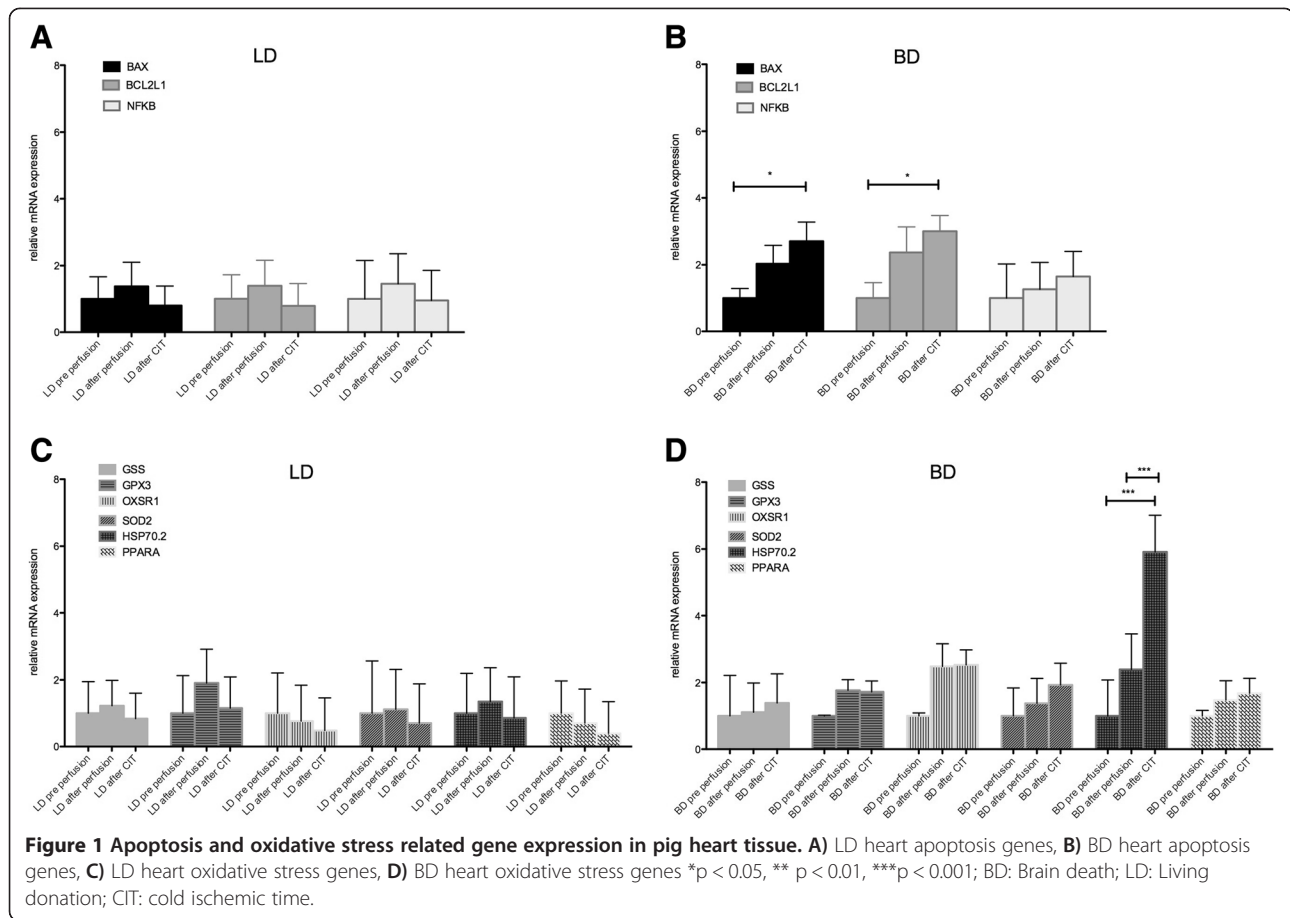 A
LD
BAX
BCL2L1
NFKB
relative mRNA expression
8
6
4
2
0
LD pre perfusion
LD after perfusion
LD after CIT
LD pre perfusion
LD after perfusion
LD after CIT
LD pre perfusion
LD after perfusion
LD after CIT
B
BD
BAX
BCL2L1
NFKB
relative mRNA expression
8
6
4
2
0
*
*
BD pre perfusion
BD after perfusion
BD after CIT
BD pre perfusion
BD after perfusion
BD after CIT
BD pre perfusion
BD after perfusion
BD after CIT
C
LD
GSS
GPX3
OXSR1
SOD2
HSP70.2
PPARA
relative mRNA expression
8
6
4
2
0
LD pre perfusion
LD after perfusion
LD after CIT
LD pre perfusion
LD after perfusion
LD after CIT
LD pre perfusion
LD after perfusion
LD after CIT
LD pre perfusion
LD after perfusion
LD after CIT
LD pre perfusion
LD after perfusion
LD after CIT
LD pre perfusion
LD after perfusion
LD after CIT
D
BD
GSS
GPX3
OXSR1
SOD2
HSP70.2
PPARA
relative mRNA expression
8
6
4
2
0
***
***
BD pre perfusion
BD after perfusion
BD after CIT
BD pre perfusion
BD after perfusion
BD after CIT
BD pre perfusion
BD after perfusion
BD after CIT
BD pre perfusion
BD after perfusion
BD after CIT
BD pre perfusion
BD after perfusion
BD after CIT
BD pre perfusion
BD after perfusion
BD after CIT
Figure 1 Apoptosis and oxidative stress related gene expression in pig heart tissue. A) LD heart apoptosis genes, B) BD heart apoptosis
genes, C) LD heart oxidative stress genes, D) BD heart oxidative stress genes *p < 0.05, ** p < 0.01, ***p < 0.001; BD: Brain death; LD: Living
donation; CIT: cold ischemic time.